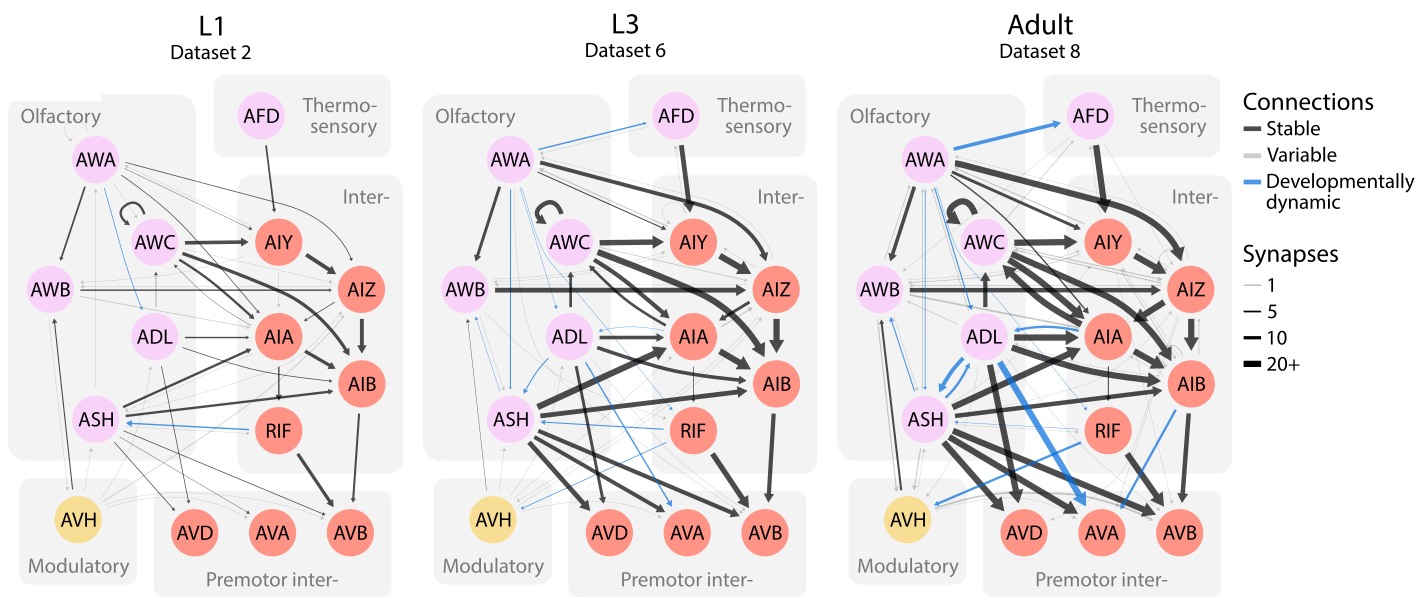 L1
Dataset 2
Olfactory
Thermo-
sensory
AFD
AWA
Inter-
AWC
AIY
AWB
AIZ
ADL
AIA
AIB
ASH
RIF
AVH
AVD
AVA
AVB
Modulatory
Premotor inter-
L3
Dataset 6
Olfactory
Thermo-
sensory
AFD
AWA
Inter-
AWC
AIY
AWB
AIZ
ADL
AIA
AIB
ASH
RIF
AVH
AVD
AVA
AVB
Modulatory
Premotor inter-
Adult
Dataset 8
Olfactory
Thermo-
sensory
AFD
AWA
Inter-
AWC
AIY
AWB
AIZ
ADL
AIA
AIB
ASH
RIF
AVH
AVD
AVA
AVB
Modulatory
Premotor inter-
Connections
Stable
Variable
Developmentally
dynamic
Synapses
1
5
10
20+